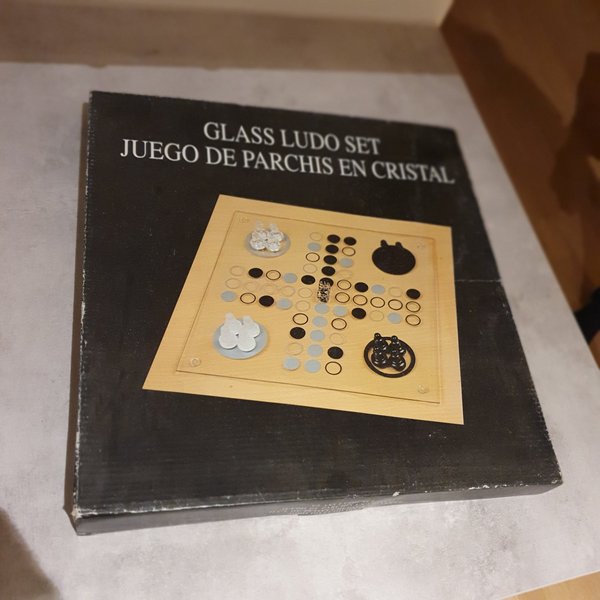 GLASS LUDO SET
JUEGO DE PARCHIS EN CRISTAL